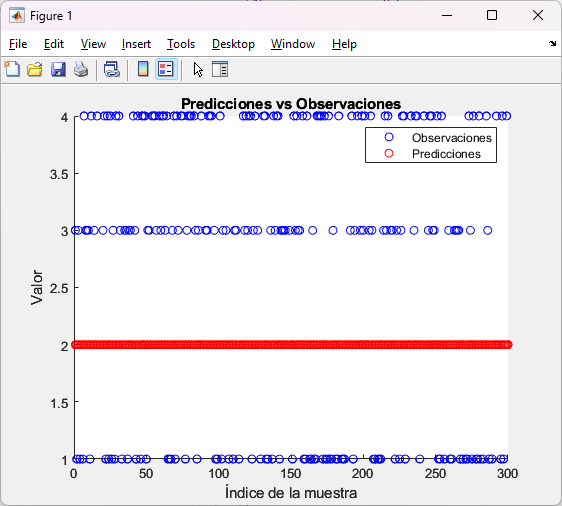 Figure 1
File Edit View Insert Tools Desktop Window Help
Predicciones vs Observaciones
Observaciones
Predicciones
4
3.5
3
2.5
2
1.5
1
Valor
0 50 100 150 200 250 300
Índice de la muestra